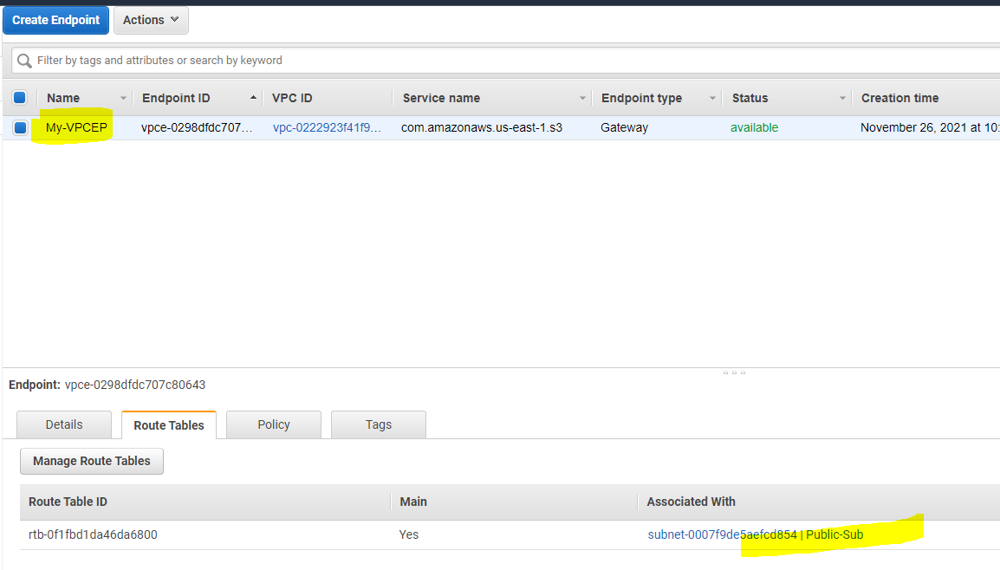 Create Endpoint Actions
Filter by tags and attributes or search by keyword
Name Endpoint ID VPC ID Service name Endpoint type Status Creation time
My-VPCEP vpce-0298dfdc707... vpc-0222923f41f9... com.amazonaws.us-east-1.s3 Gateway available November 26, 2021 at 10:
Endpoint: vpce-0298dfdc707c80643
Details Route Tables Policy Tags
Manage Route Tables
Route Table ID Main Associated With
rtb-0f1fbd1da46da6800 Yes subnet-0007f9de5aefcd854 | Public-Sub